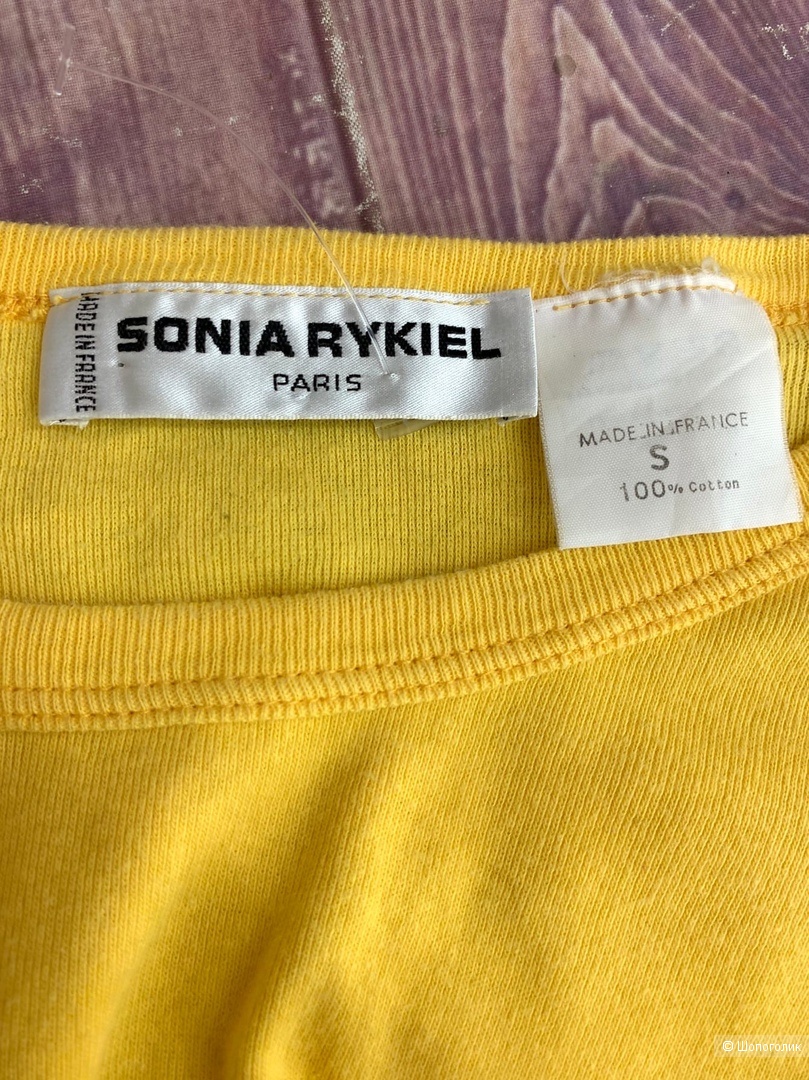 MADE IN FRANCE
SONIA RYKIEL
PARIS
MADE IN FRANCE
S
100% Cotton
© Шопоголик